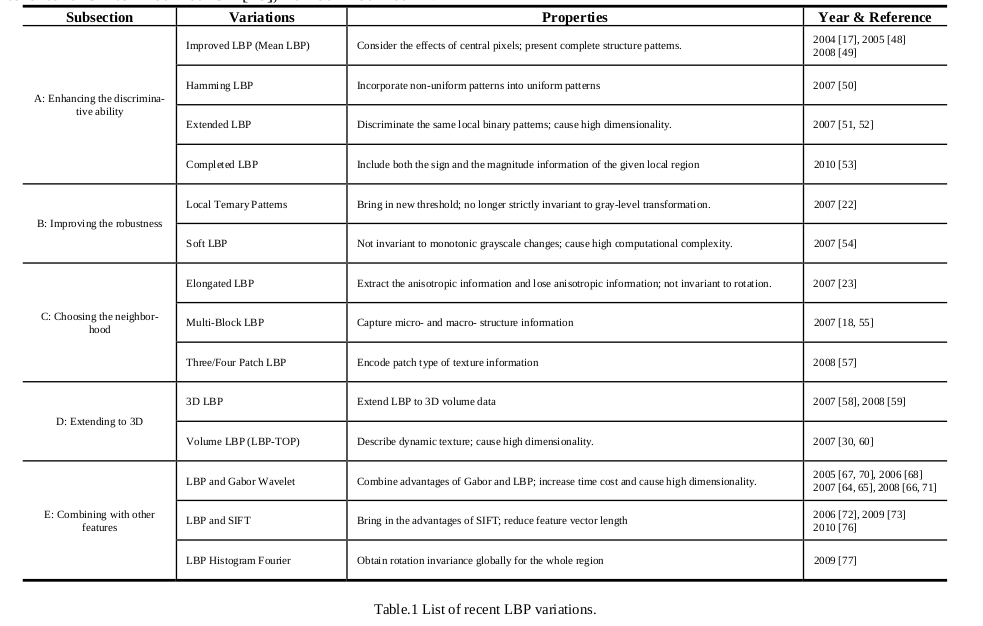 Subsection Variations Properties Year & Reference
A: Enhancing the discrimina-
tive ability
Improved LBP (Mean LBP) Consider the effects of central pixels; present complete structure patterns. 2004 [17], 2005 [48]
2008 [49]
Hamming LBP Incorporate non-uniform patterns into uniform patterns 2007 [50]
Extended LBP Discriminate the same local binary patterns; cause high dimensionality. 2007 [51, 52]
Completed LBP Include both the sign and the magnitude information of the given local region 2010 [53]
B: Improving the robustness
Local Ternary Patterns Bring in new threshold; no longer strictly invariant to gray-level transformation. 2007 [22]
Soft LBP Not invariant to monotonic grayscale changes; cause high computational complexity. 2007 [54]
C: Choosing the neighbor-
hood
Elongated LBP Extract the anisotropic information and lose anisotropic information; not invariant to rotation. 2007 [23]
Multi-Block LBP Capture micro- and macro- structure information 2007 [18, 55]
Three/Four Patch LBP Encode patch type of texture information 2008 [57]
D: Extending to 3D
3D LBP Extend LBP to 3D volume data 2007 [58], 2008 [59]
Volume LBP (LBP-TOP) Describe dynamic texture; cause high dimensionality. 2007 [30, 60]
E: Combining with other
features
LBP and Gabor Wavelet Combine advantages of Gabor and LBP; increase time cost and cause high dimensionality. 2005 [67, 70], 2006 [68]
2007 [64, 65], 2008 [66, 71]
LBP and SIFT Bring in the advantages of SIFT; reduce feature vector length 2006 [72], 2009 [73]
2010 [76]
LBP Histogram Fourier Obtain rotation invariance globally for the whole region 2009 [77]
Table.1 List of recent LBP variations.